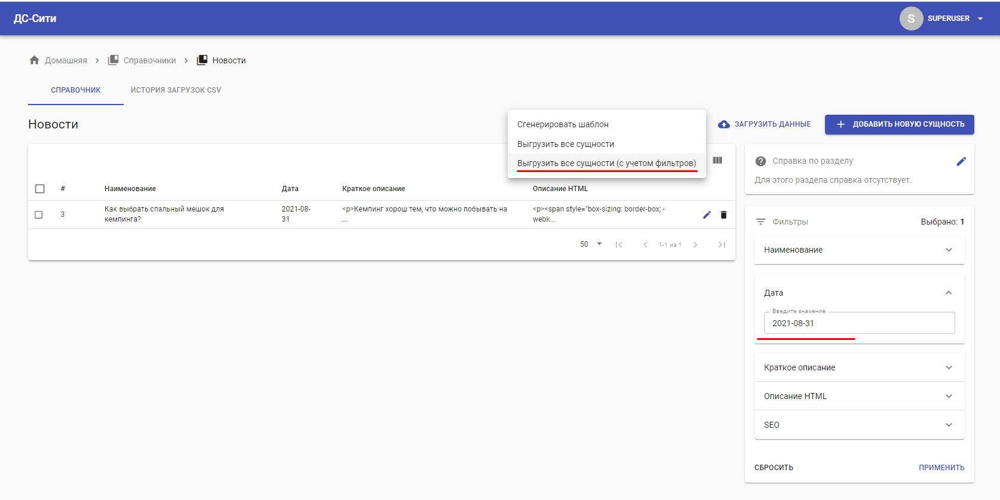 ДС-Сити
S
SUPERUSER
Домашняя
Справочники
Новости
СПРАВОЧНИК
ИСТОРИЯ ЗАГРУЗОК CSV
Новости
Сгенерировать шаблон
Выгрузить все сущности
Выгрузить все сущности (с учетом фильтров)
ЗАГРУЗИТЬ ДАННЫЕ
ДОБАВИТЬ НОВУЮ СУЩНОСТЬ
# Наименование Дата Краткое описание Описание HTML
3
Как выбрать спальный мешок для
кемпинга?
2021-08-
31
<p>Кемпинг хорош тем, что можно побывать на
...
<p><span style="box-sizing: border-box; -
webk...
50
1-1 из 1
Справка по разделу
Для этого раздела справка отсутствует.
Фильтры
Выбрано: 1
Наименование
Дата
Введите значение
2021-08-31
Краткое описание
Описание HTML
SEO
СБРОСИТЬ
ПРИМЕНИТЬ